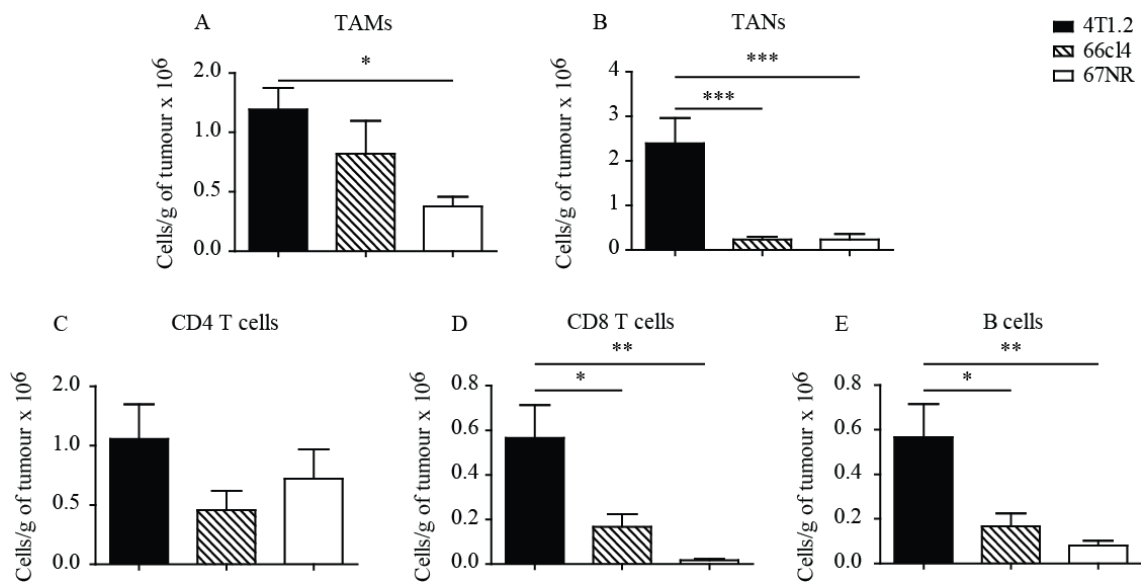 A
TAMs
*
Cells/g of tumour x 10⁶
2.0
1.0
0.5
0.0
B
TANs
***
***
Cells/g of tumour x 10⁶
4
3
2
1
0
4T1.2
66cl4
67NR
C
CD4 T cells
Cells/g of tumour x 10⁶
2.0
1.0
0.5
0.0
D
CD8 T cells
**
*
Cells/g of tumour x 10⁶
0.8
0.6
0.4
0.2
0.0
E
B cells
**
*
Cells/g of tumour x 10⁶
0.8
0.6
0.4
0.2
0.0